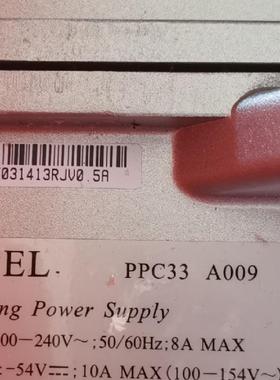 031413RJV0.5A
EL. PPC33 A009
ng Power Supply
00-240V~;50/60Hz;8A MAX
-54V⎓;10A MAX(100-154V~